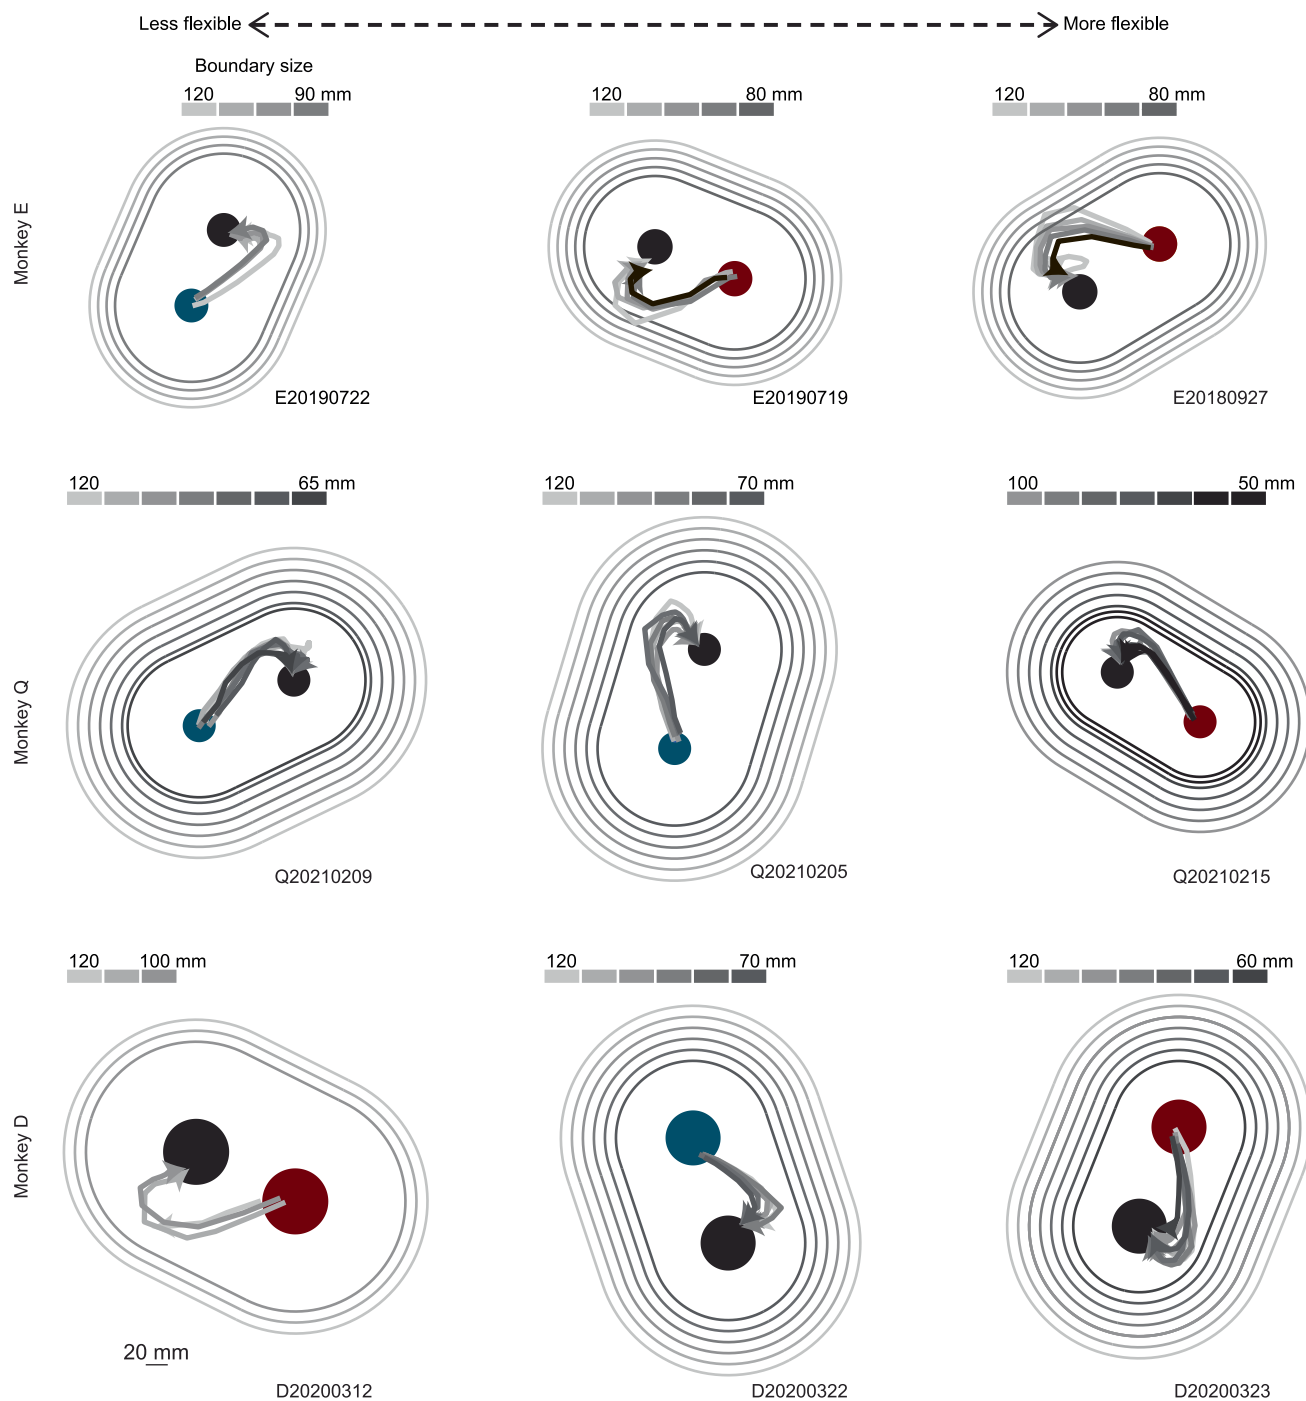 Less flexible
More flexible
Boundary size
120 90 mm
120 80 mm
120 80 mm
Monkey E
E20190722
E20190719
E20180927
120 65 mm
120 70 mm
100 50 mm
Monkey Q
Q20210209
Q20210205
Q20210215
120 100 mm
120 70 mm
120 60 mm
Monkey D
20 mm
D20200312
D20200322
D20200323